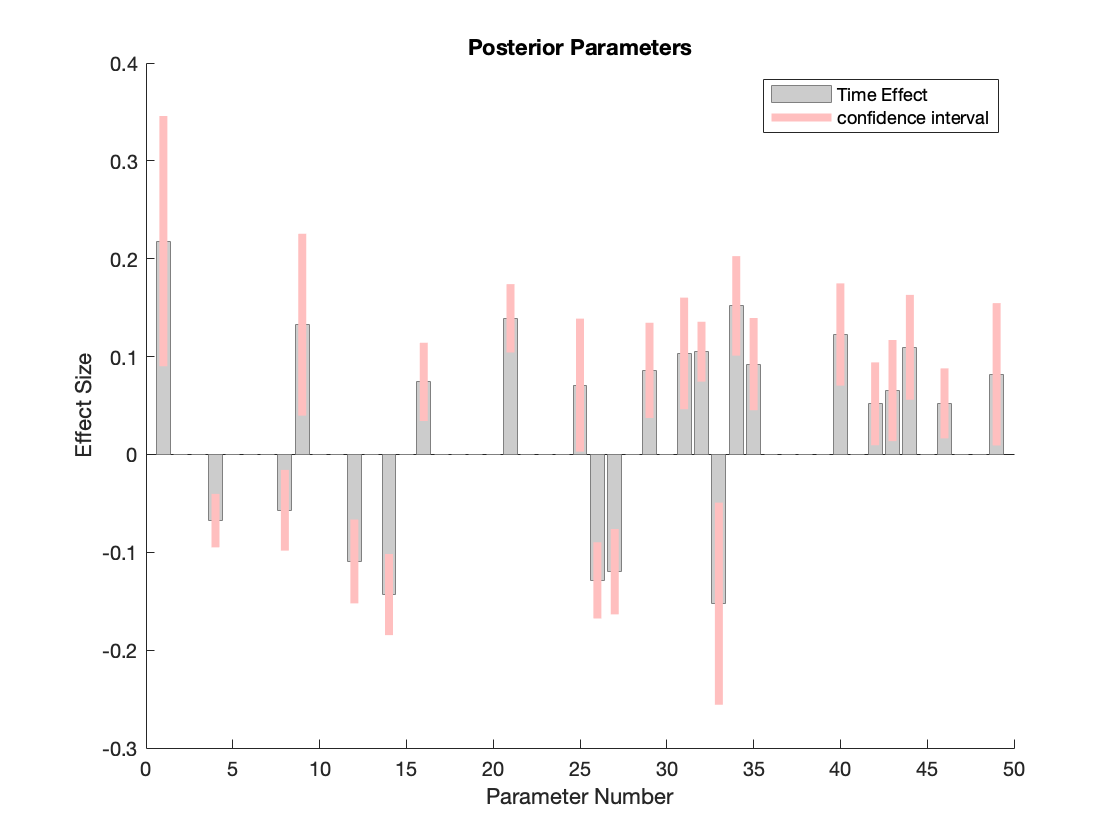 Posterior Parameters
Time Effect
confidence interval
0.4
0.3
0.2
0.1
0
-0.1
-0.2
-0.3
Effect Size
0 5 10 15 20 25 30 35 40 45 50
Parameter Number